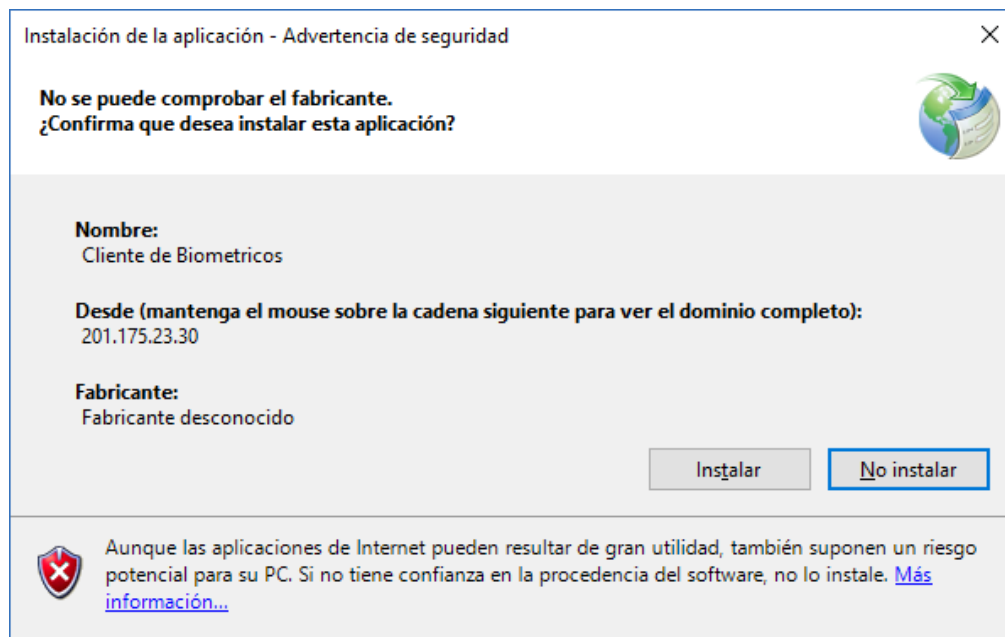 Instalación de la aplicación - Advertencia de seguridad
No se puede comprobar el fabricante.
¿Confirma que desea instalar esta aplicación?
Nombre:
Cliente de Biometricos
Desde (mantenga el mouse sobre la cadena siguiente para ver el dominio completo):
201.175.23.30
Fabricante:
Fabricante desconocido
Instalar
No instalar
Aunque las aplicaciones de Internet pueden resultar de gran utilidad, también suponen un riesgo
potencial para su PC. Si no tiene confianza en la procedencia del software, no lo instale. Más
información...